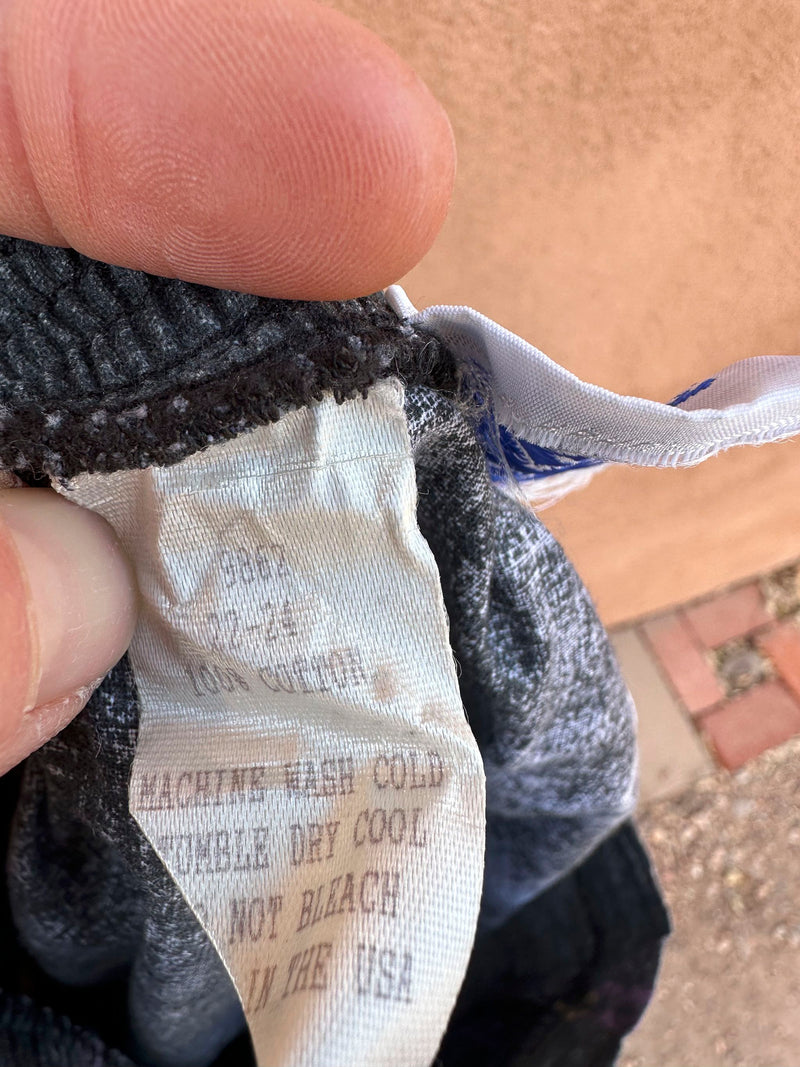 100% COTTON
MACHINE WASH COLD
TUMBLE DRY COOL
NOT BLEACH
IN THE USA